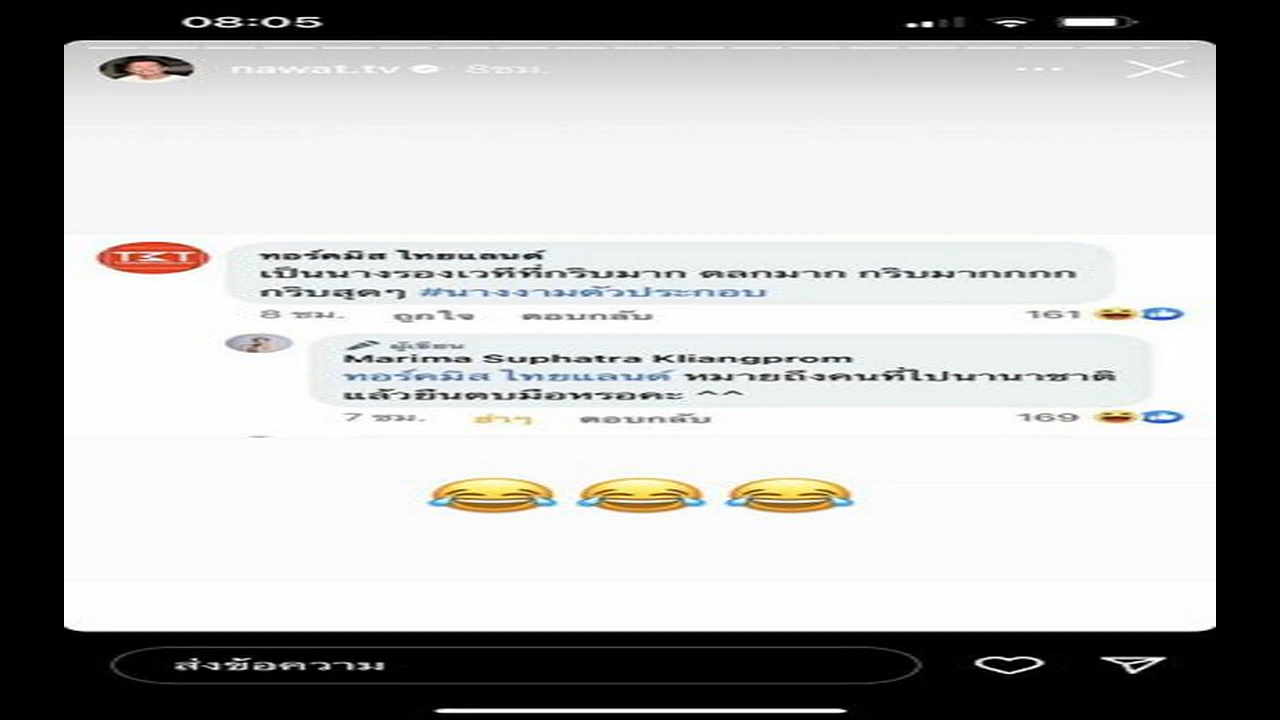 08:05
nawat.tv 8ชม.
TKT
ทอร์คมิส ไทยแลนด์
เป็นนางรองเวทีที่กริบมาก ตลกมาก กริบมากกกก
กริบสุดๆ #นางงามตัวประกอบ
8 ชม. ถูกใจ ตอบกลับ 161
ผู้เขียน
Marima Suphatra Kliangprom
ทอร์คมิส ไทยแลนด์ หมายถึงคนที่ไปนานาชาติ
แล้วยืนตบมือหรอคะ ^^
7 ชม. ฮ่าๆ ตอบกลับ 169
😂 😂 😂
ส่งข้อความ